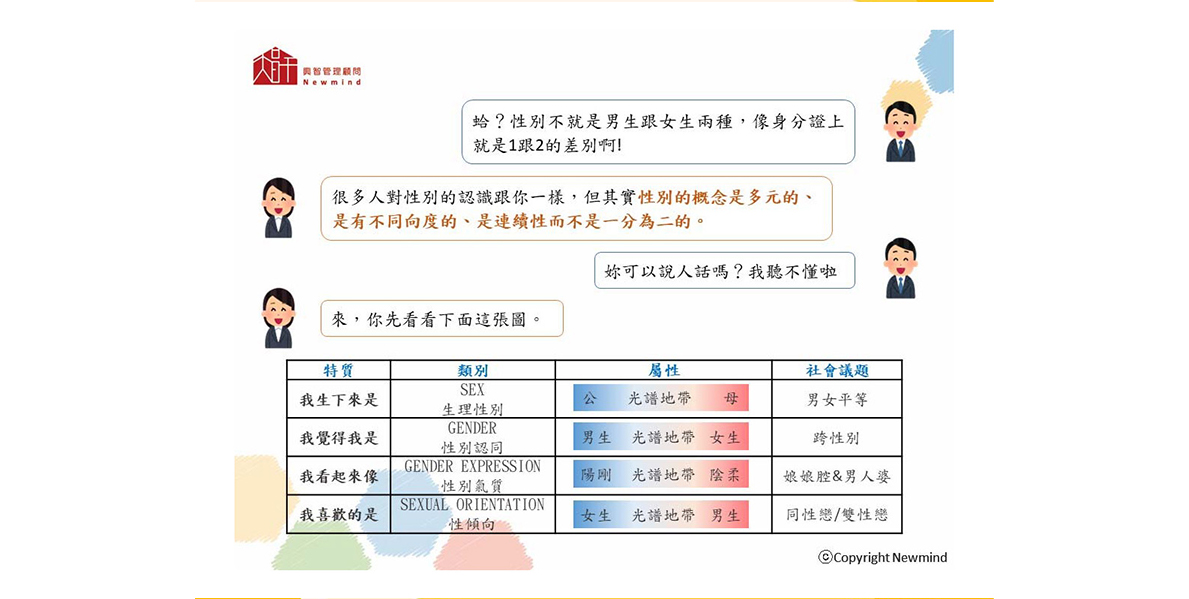 興智管理顧問
Newmind
蛤？性別不就是男生跟女生兩種，像身分證上
就是1跟2的差別啊!
很多人對性別的認識跟你一樣，但其實性別的概念是多元的、
是有不同向度的、是連續性而不是一分為二的。
妳可以說人話嗎？我聽不懂啦
來，你先看看下面這張圖。
特質 類別 屬性 社會議題
我生下來是 SEX 生理性別 公 光譜地帶 母 男女平等
我覺得我是 GENDER 性別認同 男生 光譜地帶 女生 跨性別
我看起來像 GENDER EXPRESSION 性別氣質 陽剛 光譜地帶 陰柔 娘娘腔&男人婆
我喜歡的是 SEXUAL ORIENTATION 性傾向 女生 光譜地帶 男生 同性戀/雙性戀
ⓒCopyright Newmind